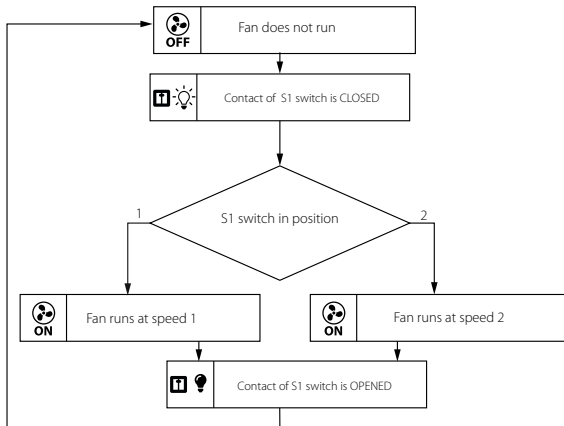 OFF
Fan does not run
Contact of S1 switch is CLOSED
S1 switch in position
1
2
ON
Fan runs at speed 1
ON
Fan runs at speed 2
Contact of S1 switch is OPENED